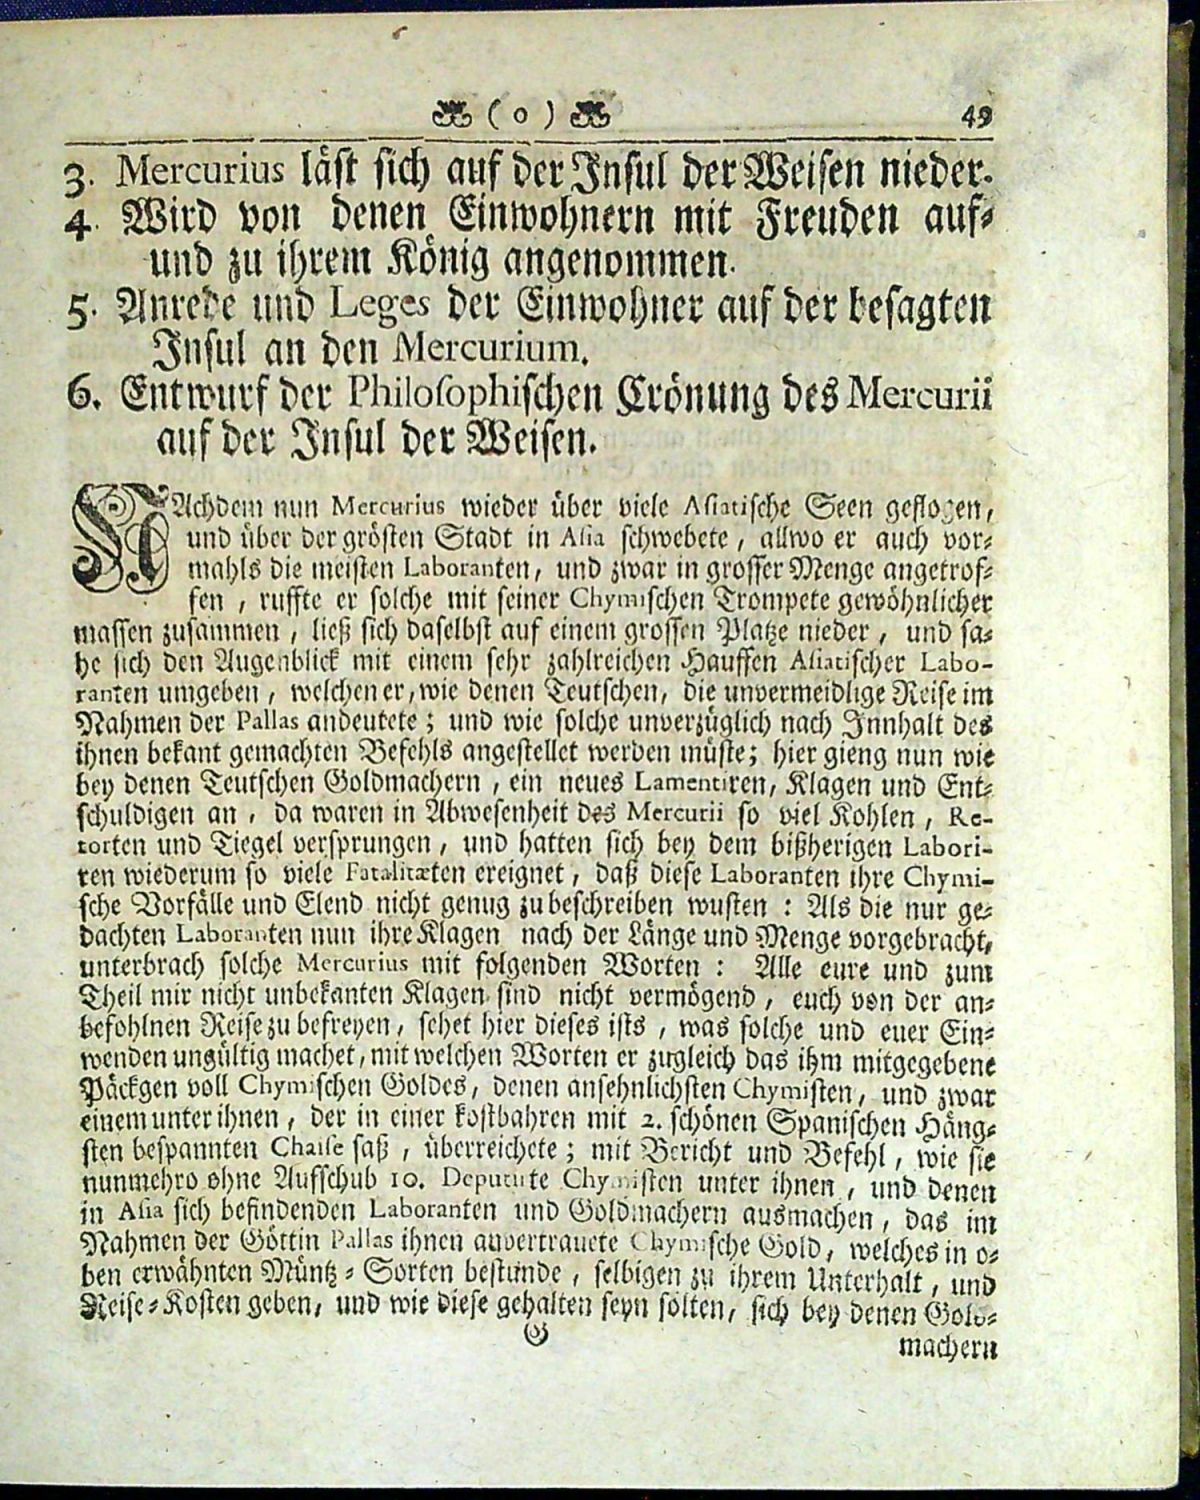 ( o ) 49
3. Mercurius läst sich auf der Insul der Weisen nieder.
4. Wird von denen Einwohnern mit Freuden auf-
und zu ihrem König angenommen.
5. Anrede und Leges der Einwohner auf der besagten
Insul an den Mercurium.
6. Entwurf der Philosophischen Crönung des Mercurii
auf der Insul der Weisen.
NAchdem nun Mercurius wieder über viele Asiatische Seen geflogen,
und über der grösten Stadt in Asia schwebete, allwo er auch vor-
mahls die meisten Laboranten, und zwar in grosser Menge angetrof-
fen, ruffte er solche mit seiner Chymischen Trompete gewöhnlicher
massen zusammen, ließ sich daselbst auf einem grossen Platze nieder, und sa-
he sich den Augenblick mit einem sehr zahlreichen Hauffen Asiatischer Labo-
ranten umgeben, welchen er, wie denen Teutschen, die unvermeidlige Reise im
Nahmen der Pallas andeutete; und wie solche unverzüglich nach Innhalt des
ihnen bekant gemachten Befehls angestellet werden müste; hier gieng nun wie
bey denen Teutschen Goldmachern, ein neues Lamentiren, Klagen und Ent-
schuldigen an, da waren in Abwesenheit des Mercurii so viel Kohlen, Re-
torten und Tiegel versprungen, und hatten sich bey dem bißherigen Labori-
ren wiederum so viele Fatalitæten ereignet, daß diese Laboranten ihre Chymi-
sche Vorfälle und Elend nicht genug zu beschreiben wusten: Als die nur ge-
dachten Laboranten nun ihre Klagen nach der Länge und Menge vorgebracht,
unterbrach solche Mercurius mit folgenden Worten: Alle eure und zum
Theil mir nicht unbekanten Klagen sind nicht vermögend, euch von der an-
befohlnen Reise zu befreyen, sehet hier dieses ists, was solche und euer Ein-
wenden ungültig machet, mit welchen Worten er zugleich das ihm mitgegebene
Päckgen voll Chymischen Goldes, denen ansehnlichsten Chymisten, und zwar
einem unter ihnen, der in einer kostbahren mit 2. schönen Spanischen Häng-
sten bespannten Chaise saß, überreichete; mit Bericht und Befehl, wie sie
nunmehro ohne Aufschub 10. Deputirte Chymisten unter ihnen, und denen
in Asia sich befindenden Laboranten und Goldmachern ausmachen, das im
Nahmen der Göttin Pallas ihnen anvertrauete Chymische Gold, welches in o-
ben erwähnten Müntz-Sorten bestünde, selbigen zu ihrem Unterhalt, und
Reise-Kosten geben, und wie diese gehalten seyn solten, sich bey denen Gold-
G machern